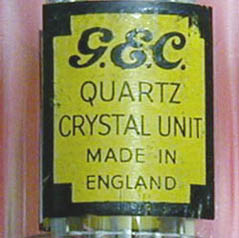 G.E.C.
QUARTZ
CRYSTAL UNIT
MADE IN
ENGLAND